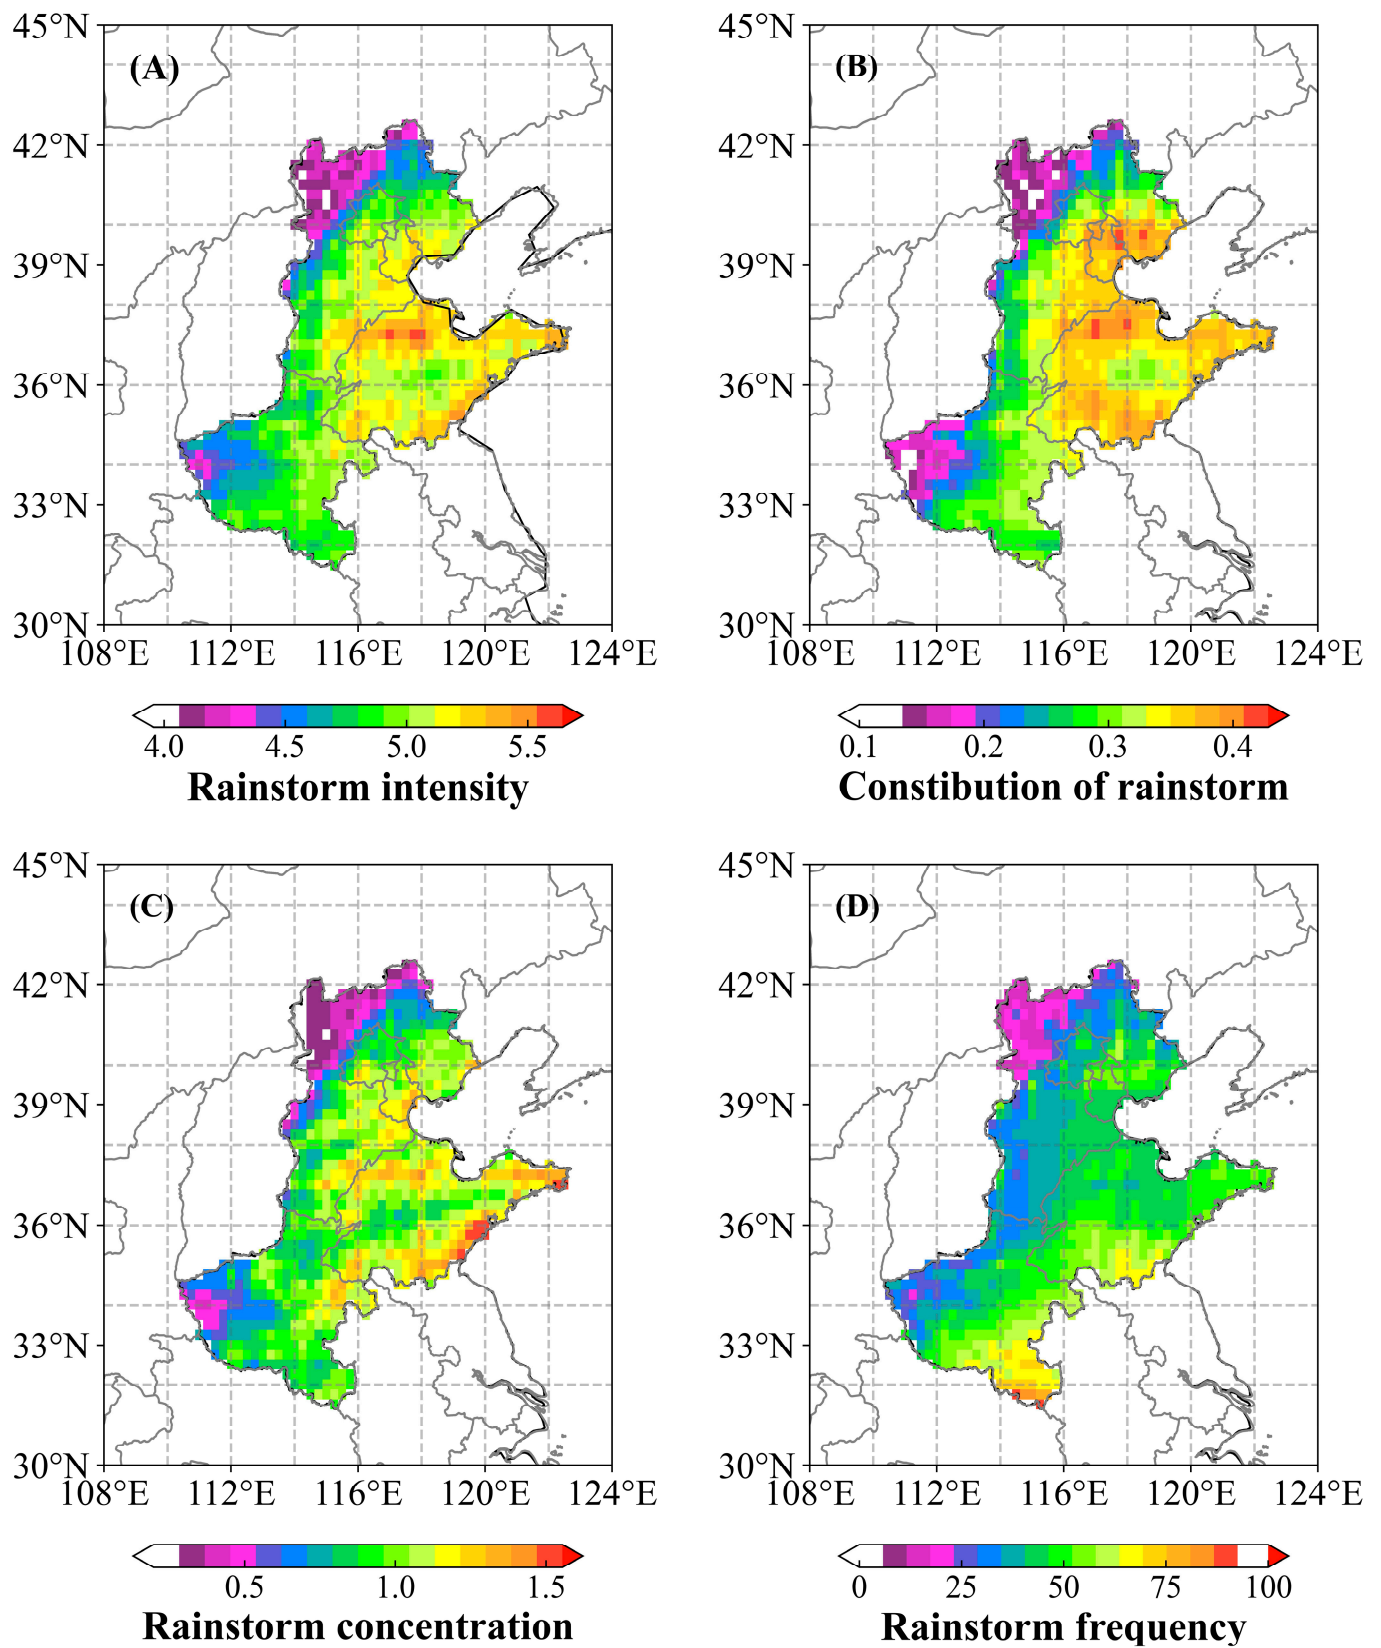 45°N
42°N
39°N
36°N
33°N
30°N
108°E 112°E 116°E 120°E 124°E
(A)
4.0 4.5 5.0 5.5
Rainstorm intensity
45°N
42°N
39°N
36°N
33°N
30°N
108°E 112°E 116°E 120°E 124°E
(B)
0.1 0.2 0.3 0.4
Constibution of rainstorm
45°N
42°N
39°N
36°N
33°N
30°N
108°E 112°E 116°E 120°E 124°E
(C)
0.5 1.0 1.5
Rainstorm concentration
45°N
42°N
39°N
36°N
33°N
30°N
108°E 112°E 116°E 120°E 124°E
(D)
0 25 50 75 100
Rainstorm frequency